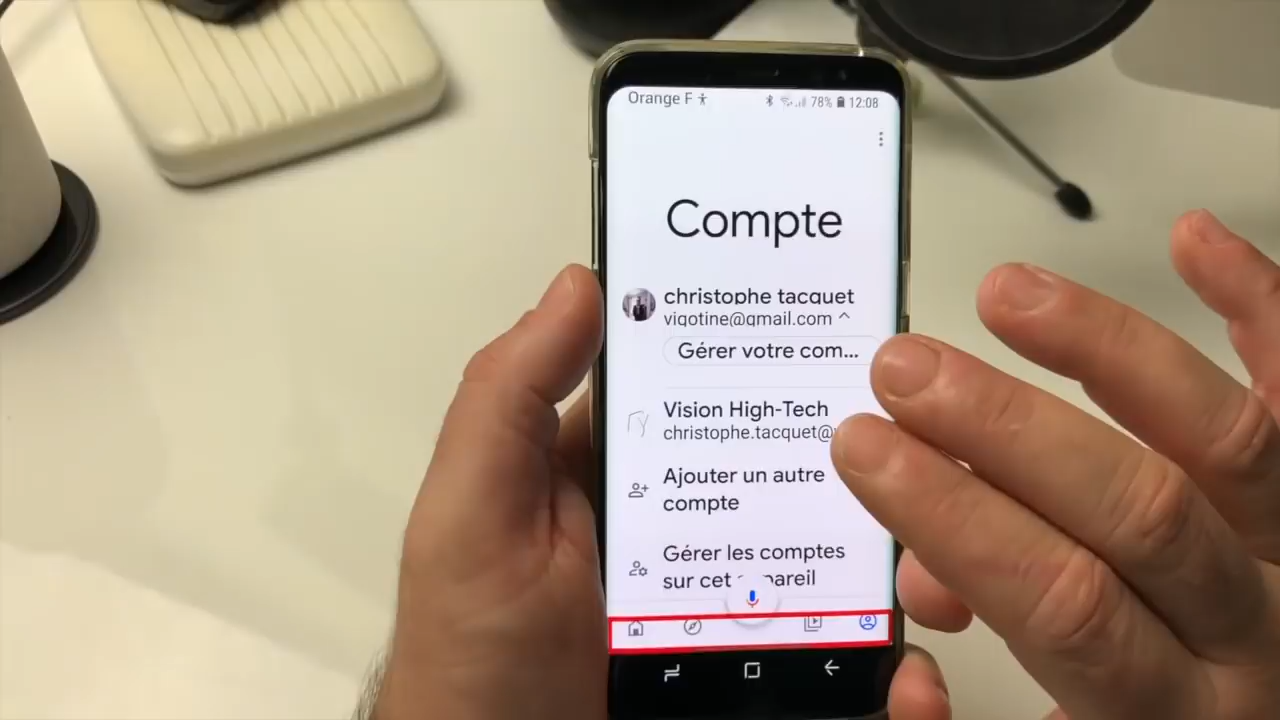 Orange F 78% 12:08
Compte
christophe tacquet
vigotine@gmail.com
Gérer votre com...
Vision High-Tech
christophe.tacquet@
Ajouter un autre
compte
Gérer les comptes
sur cet appareil